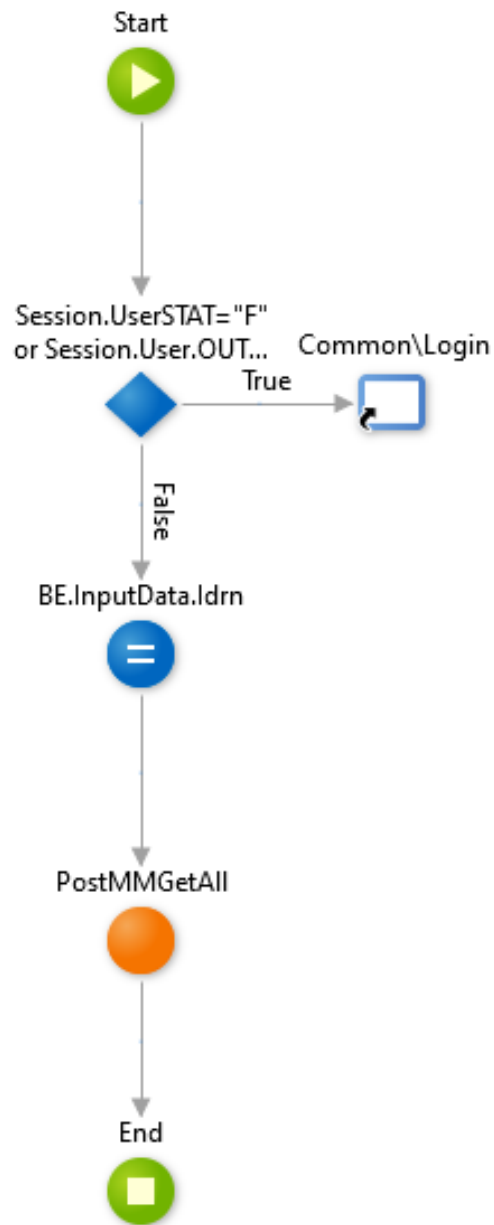 Start
Session.UserSTAT="F"
or Session.User.OUT...
Common\Login
True
False
BE.InputData.Idrn
PostMMGetAll
End